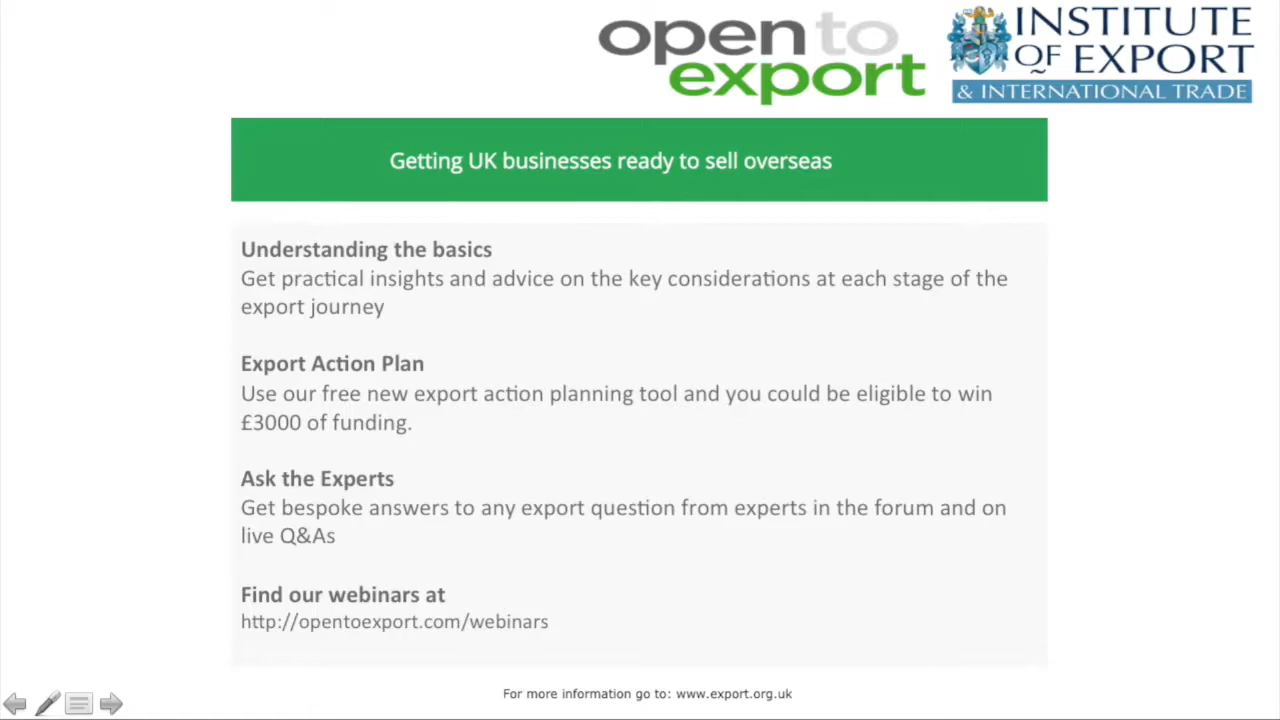 open to
export
INSTITUTE
OF EXPORT
& INTERNATIONAL TRADE
Getting UK businesses ready to sell overseas
Understanding the basics
Get practical insights and advice on the key considerations at each stage of the
export journey
Export Action Plan
Use our free new export action planning tool and you could be eligible to win
£3000 of funding.
Ask the Experts
Get bespoke answers to any export question from experts in the forum and on
live Q&As
Find our webinars at
http://opentoexport.com/webinars
For more information go to: www.export.org.uk